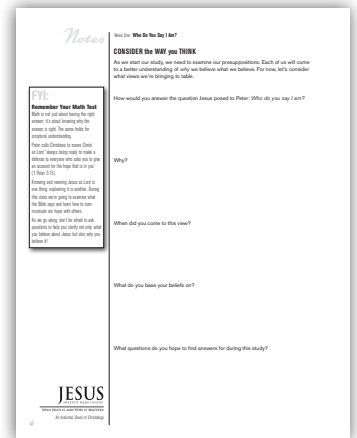 Notes
Week One Who Do You Say I Am?
CONSIDER the WAY you THINK
As we start our study, we need to examine our presuppositions. Each of us will come
to a better understanding of why we believe what we believe. For now, let's consider
what views we're bringing to table.
How would you answer the question Jesus posed to Peter: Who do you say I am?
Why?
When did you come to this view?
What do you base your beliefs on?
What questions do you hope to find answers for during this study?
FYI:
Remember Your Math Test
Math is not just about having the right
answer; it's about knowing why the
answer is right. The same holds for
scriptural understanding.
Peter calls Christians to revere Christ
as Lord "always being ready to make a
defense to everyone who asks you to give
an account for the hope that is in you"
(1 Peter 3:15).
Knowing and revering Jesus as Lord is
one thing; explaining it is another. During
this class we're going to examine what
the Bible says and learn how to com-
municate our hope with others.
As we go along, don't be afraid to ask
questions to help you clarify not only what
you believe about Jesus but also why you
believe it!
JESUS
WHO JESUS IS AND WHY IT MATTERS
An Inductive Study of Christology